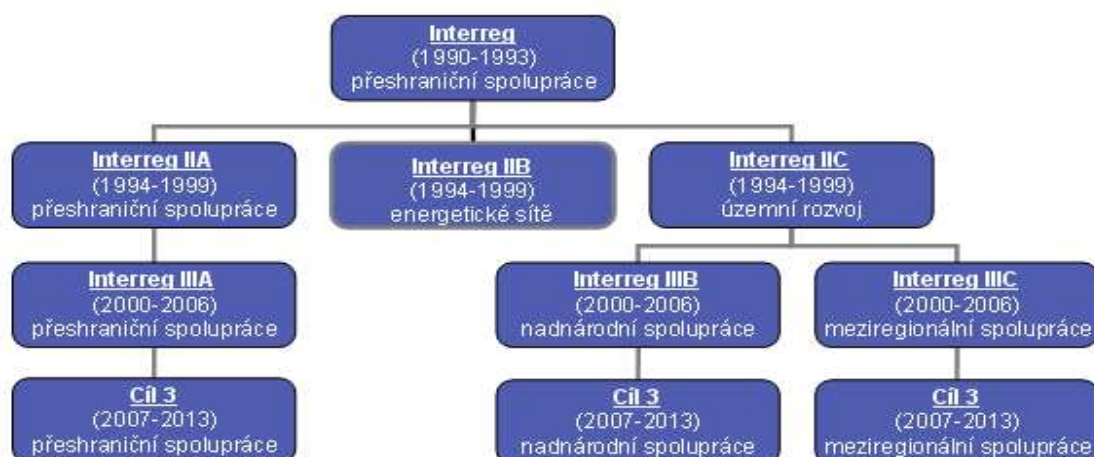 Interreg
(1990-1993)
přeshraniční spolupráce
Interreg IIA
(1994-1999)
přeshraniční spolupráce
Interreg IIB
(1994-1999)
energetické sítě
Interreg IIC
(1994-1999)
územní rozvoj
Interreg IIIA
(2000-2006)
přeshraniční spolupráce
Interreg IIIB
(2000-2006)
nadnárodní spolupráce
Interreg IIIC
(2000-2006)
meziregionální spolupráce
Cíl 3
(2007-2013)
přeshraniční spolupráce
Cíl 3
(2007-2013)
nadnárodní spolupráce
Cíl 3
(2007-2013)
meziregionální spolupráce